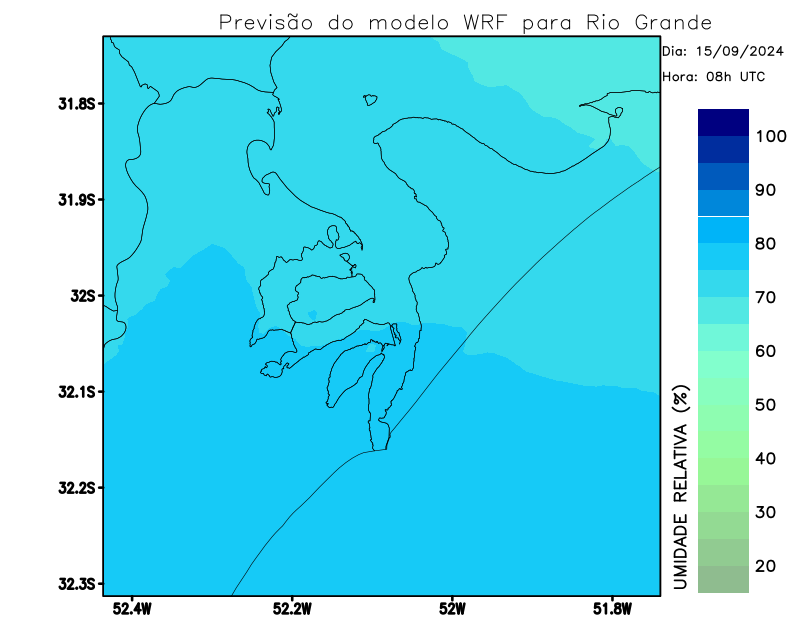 Previsão do modelo WRF para Rio Grande
Dia: 15/09/2024
Hora: 08h UTC
31.8S
31.9S
32S
32.1S
32.2S
32.3S
52.4W
52.2W
52W
51.8W
100
90
80
70
60
50
40
30
20
UMIDADE RELATIVA (%)